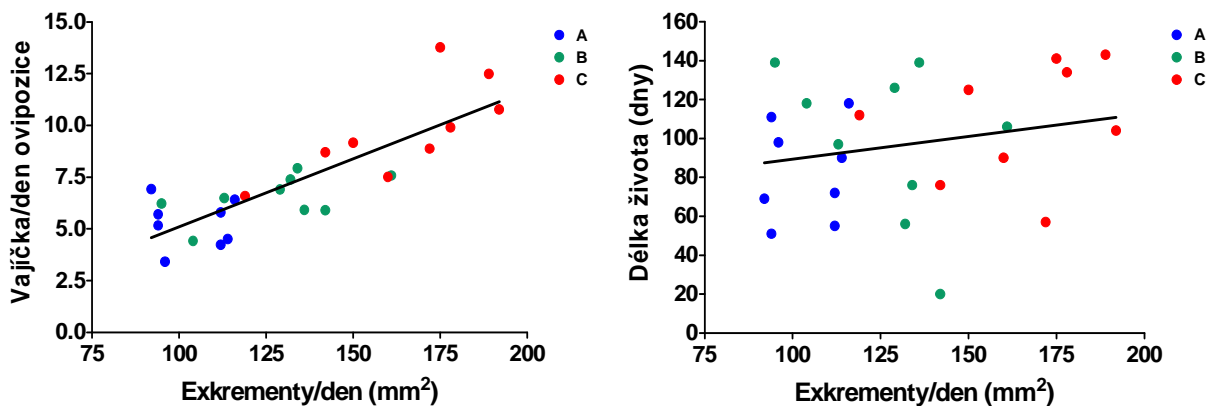 Vajíčka/den ovipozice
15.0
12.5
10.0
7.5
5.0
2.5
0.0
75 100 125 150 175 200
Exkrementy/den (mm²)
A
B
C
Délka života (dny)
160
140
120
100
80
60
40
20
0
75 100 125 150 175 200
Exkrementy/den (mm²)
A
B
C